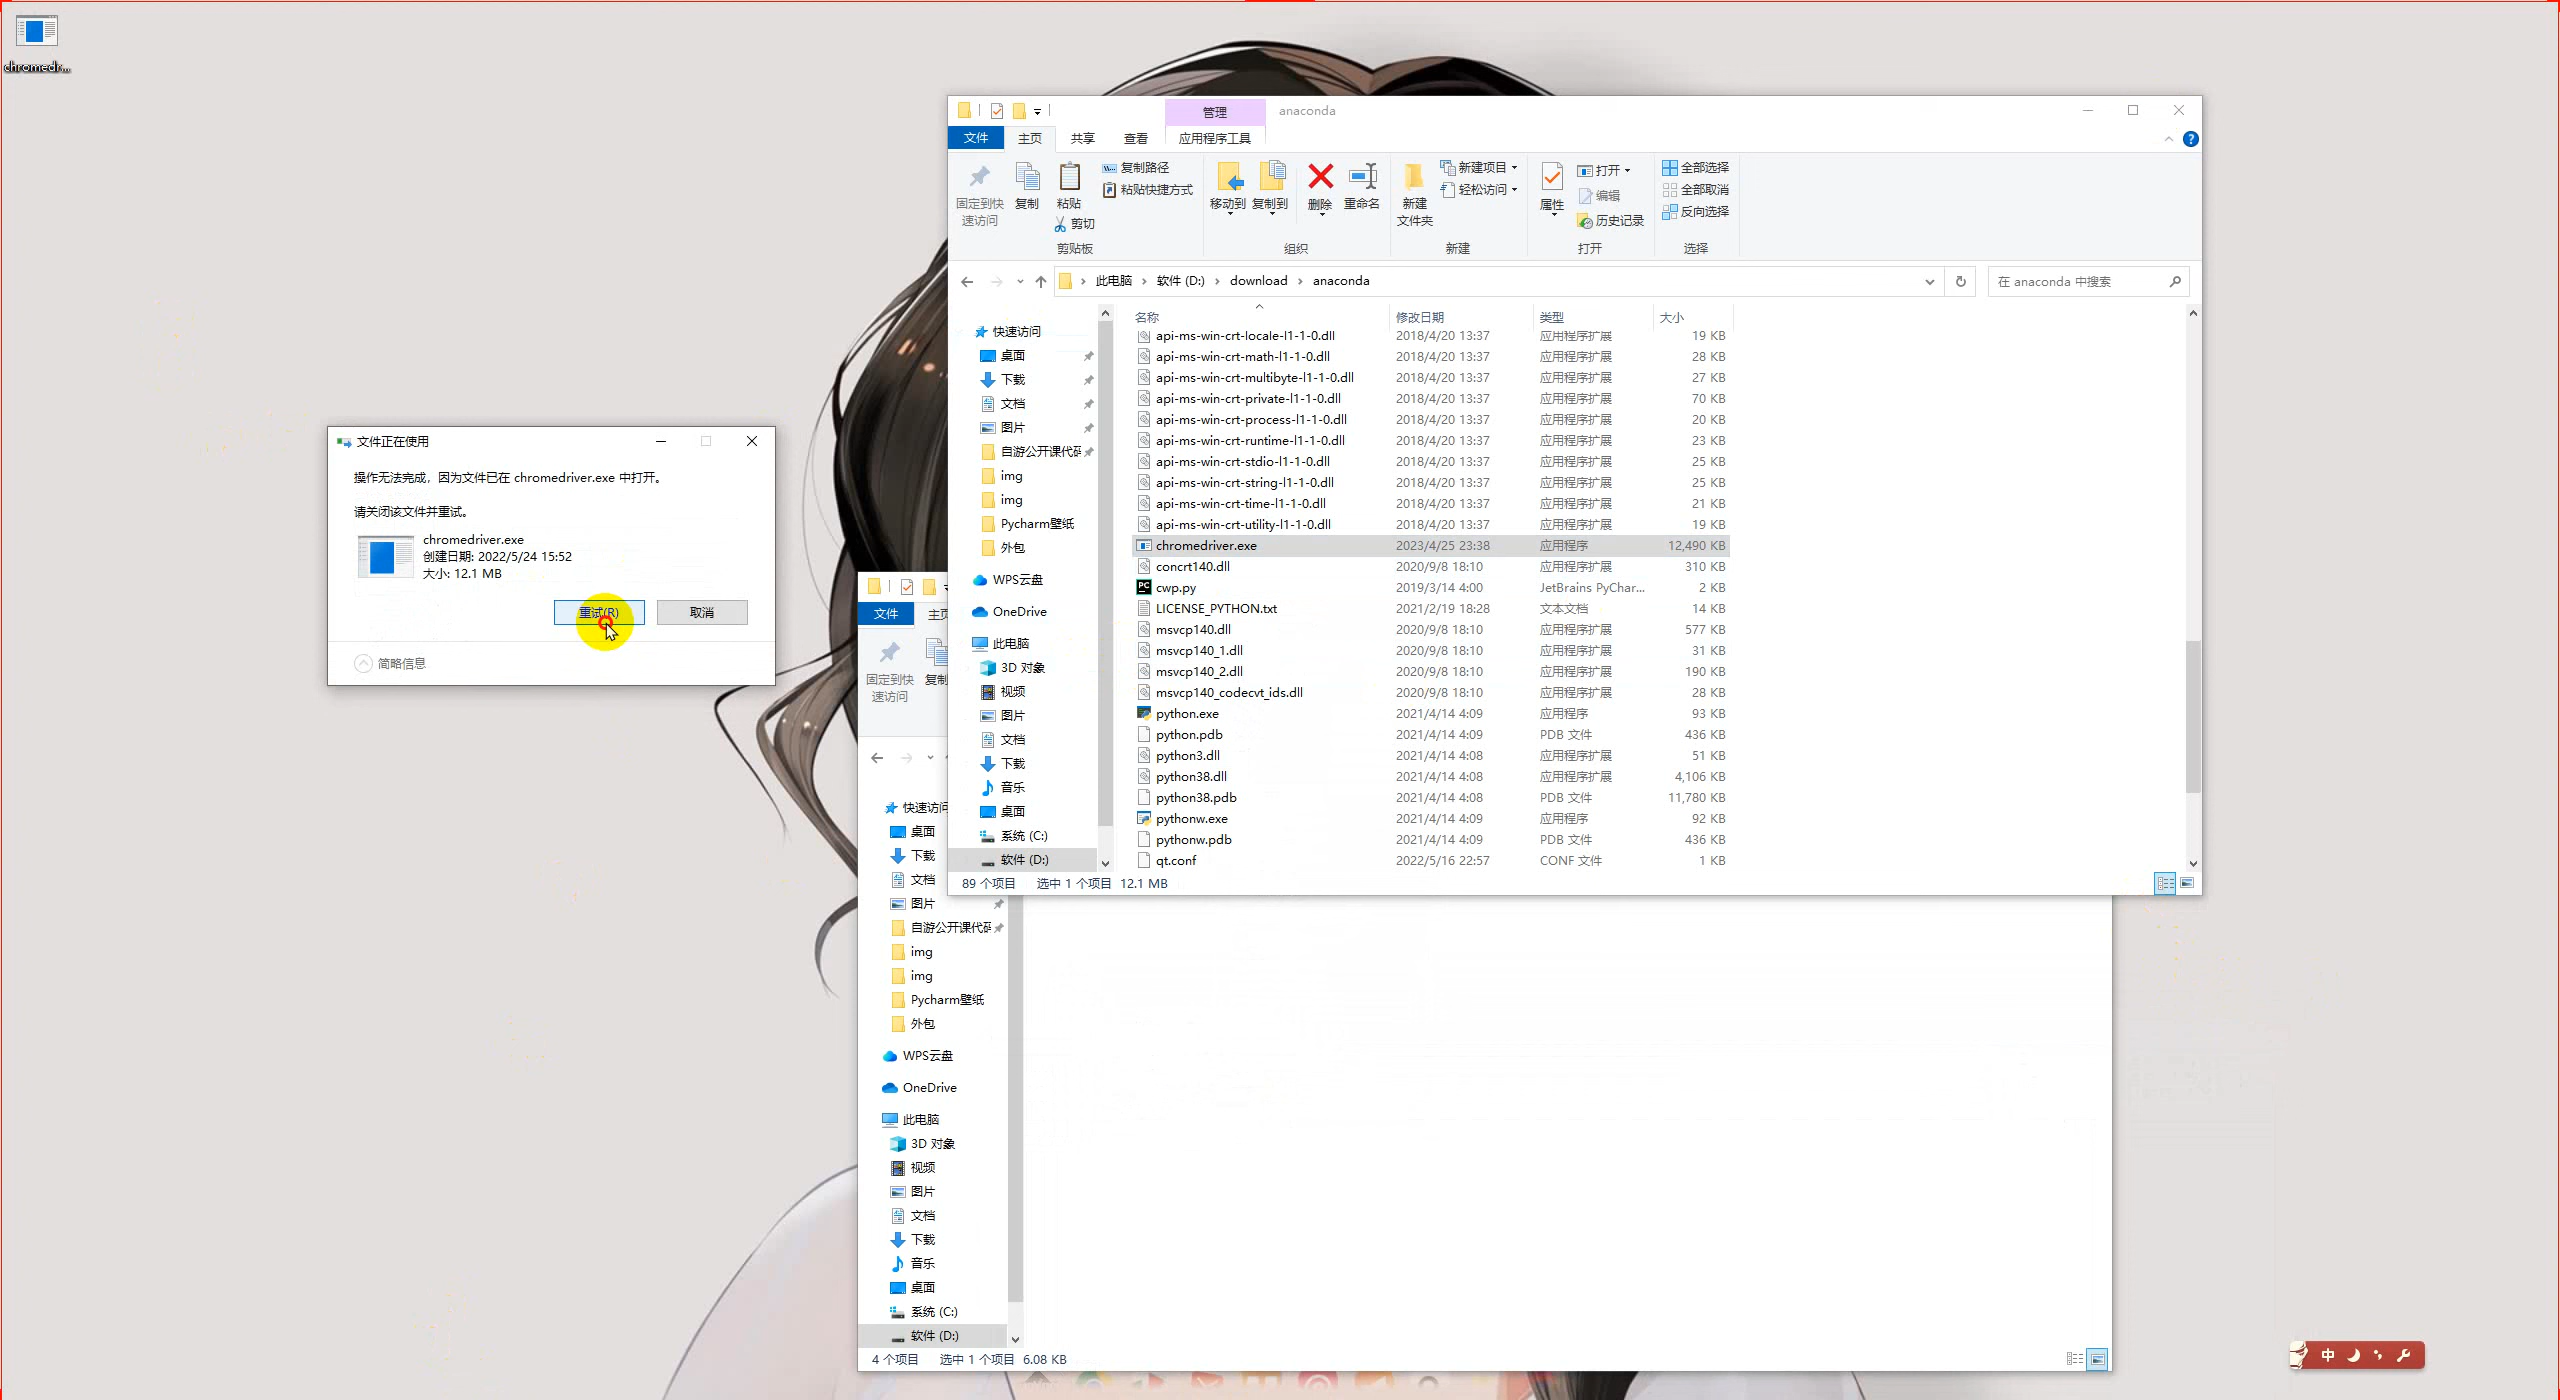 chromedr...
文件正在使用
操作无法完成，因为文件已在 chromedriver.exe 中打开。
请关闭该文件并重试。
chromedriver.exe
创建日期: 2022/5/24 15:52
大小: 12.1 MB
重试(R)
取消
简略信息
管理
anaconda
文件
主页
共享
查看
应用程序工具
固定到快速访问
复制
粘贴
复制路径
粘贴快捷方式
剪切
剪贴板
移动到
复制到
删除
重命名
组织
新建文件夹
新建项目
轻松访问
新建
属性
打开
编辑
历史记录
打开
全部选择
全部取消
反向选择
选择
此电脑 › 软件 (D:) › download › anaconda
在 anaconda 中搜索
快速访问
桌面
下载
文档
图片
自游公开课代码
img
img
Pycharm壁纸
外包
WPS云盘
OneDrive
此电脑
3D 对象
视频
图片
文档
下载
音乐
桌面
系统 (C:)
软件 (D:)
名称 修改日期 类型 大小
api-ms-win-crt-locale-l1-1-0.dll 2018/4/20 13:37 应用程序扩展 19 KB
api-ms-win-crt-math-l1-1-0.dll 2018/4/20 13:37 应用程序扩展 28 KB
api-ms-win-crt-multibyte-l1-1-0.dll 2018/4/20 13:37 应用程序扩展 27 KB
api-ms-win-crt-private-l1-1-0.dll 2018/4/20 13:37 应用程序扩展 70 KB
api-ms-win-crt-process-l1-1-0.dll 2018/4/20 13:37 应用程序扩展 20 KB
api-ms-win-crt-runtime-l1-1-0.dll 2018/4/20 13:37 应用程序扩展 23 KB
api-ms-win-crt-stdio-l1-1-0.dll 2018/4/20 13:37 应用程序扩展 25 KB
api-ms-win-crt-string-l1-1-0.dll 2018/4/20 13:37 应用程序扩展 25 KB
api-ms-win-crt-time-l1-1-0.dll 2018/4/20 13:37 应用程序扩展 21 KB
api-ms-win-crt-utility-l1-1-0.dll 2018/4/20 13:37 应用程序扩展 19 KB
chromedriver.exe 2023/4/25 23:38 应用程序 12,490 KB
concrt140.dll 2020/9/8 18:10 应用程序扩展 310 KB
cwp.py 2019/3/14 4:00 JetBrains PyChar... 2 KB
LICENSE_PYTHON.txt 2021/2/19 18:28 文本文档 14 KB
msvcp140.dll 2020/9/8 18:10 应用程序扩展 577 KB
msvcp140_1.dll 2020/9/8 18:10 应用程序扩展 31 KB
msvcp140_2.dll 2020/9/8 18:10 应用程序扩展 190 KB
msvcp140_codecvt_ids.dll 2020/9/8 18:10 应用程序扩展 28 KB
python.exe 2021/4/14 4:09 应用程序 93 KB
python.pdb 2021/4/14 4:09 PDB 文件 436 KB
python3.dll 2021/4/14 4:08 应用程序扩展 51 KB
python38.dll 2021/4/14 4:08 应用程序扩展 4,106 KB
python38.pdb 2021/4/14 4:08 PDB 文件 11,780 KB
pythonw.exe 2021/4/14 4:09 应用程序 92 KB
pythonw.pdb 2021/4/14 4:09 PDB 文件 436 KB
qt.conf 2022/5/16 22:57 CONF 文件 1 KB
89 个项目 选中 1 个项目 12.1 MB
文件
主页
固定到快速访问
复制
快速访问
桌面
下载
文档
图片
自游公开课代码
img
img
Pycharm壁纸
外包
WPS云盘
OneDrive
此电脑
3D 对象
视频
图片
文档
下载
音乐
桌面
系统 (C:)
软件 (D:)
4 个项目 选中 1 个项目 6.08 KB
中